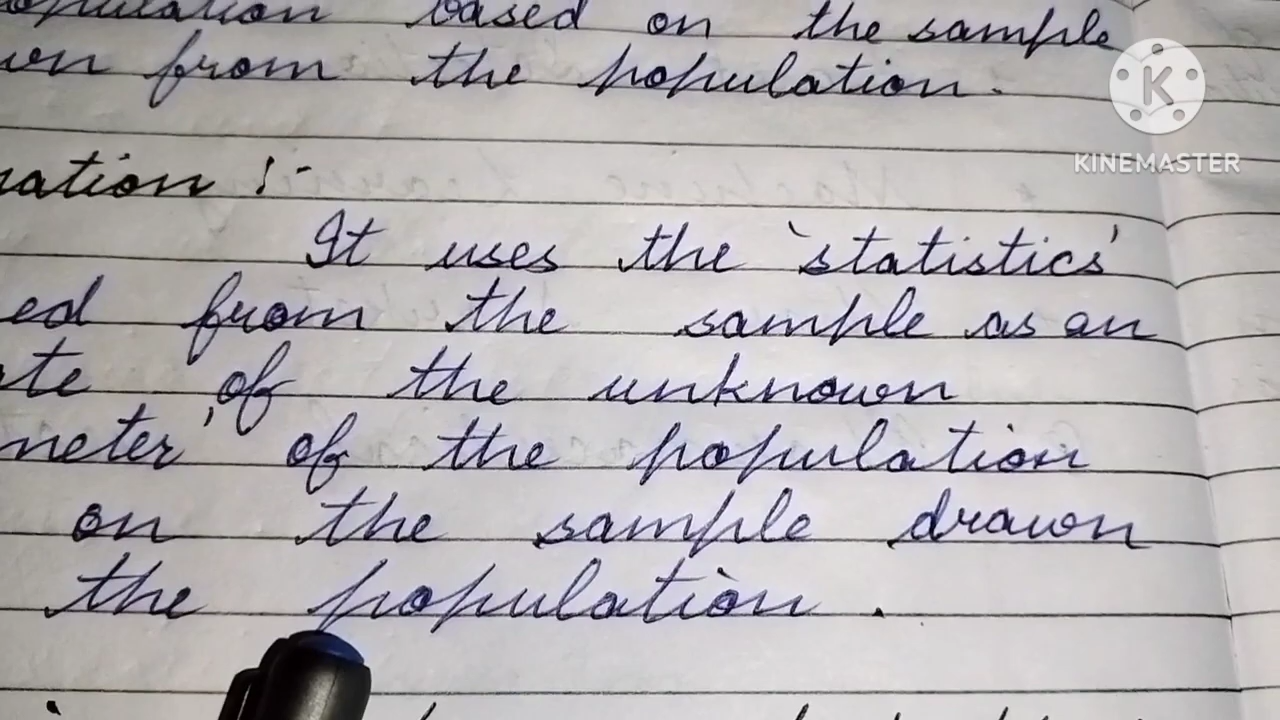 based on the sample
from the population.
KINEMASTER
It uses the 'statistics'
from the sample as an
of the unknown
of the population
on the sample drawn
the population.